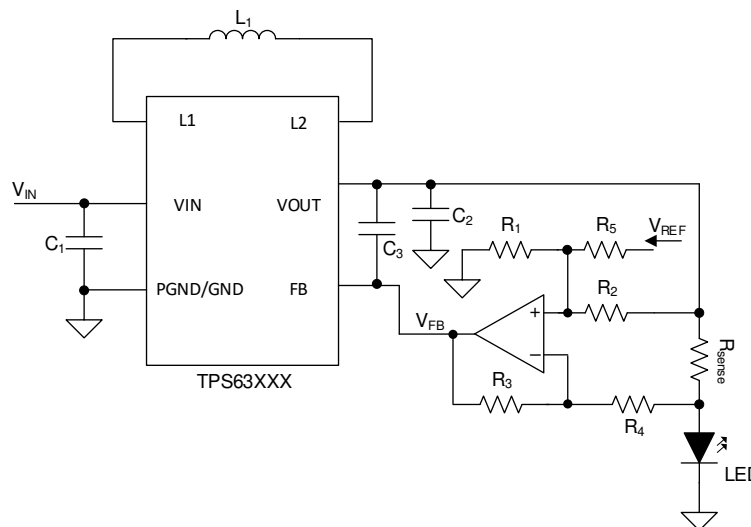 L1
L1
L2
VIN
VIN
VOUT
C1
C3
C2
R1
R5
VREF
PGND/GND
FB
R2
VFB
+
−
Rsense
R3
R4
TPS63XXX
LED